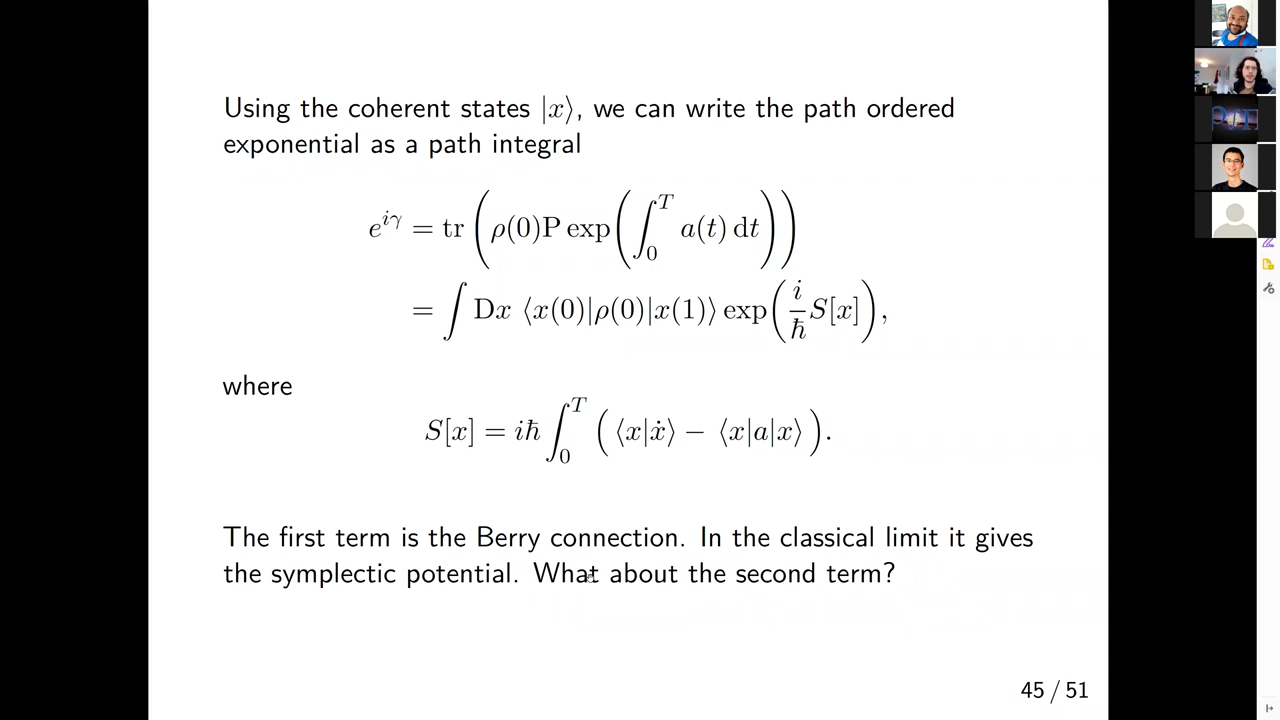 Using the coherent states |x⟩, we can write the path ordered
exponential as a path integral
e^{iγ} = tr(ρ(0)P exp(∫_0^T a(t) dt))
= ∫ Dx ⟨x(0)|ρ(0)|x(1)⟩ exp(i/ħ S[x]),
where
S[x] = iħ ∫_0^T (⟨x|ẋ⟩ − ⟨x|a|x⟩).
The first term is the Berry connection. In the classical limit it gives
the symplectic potential. What about the second term?
45 / 51